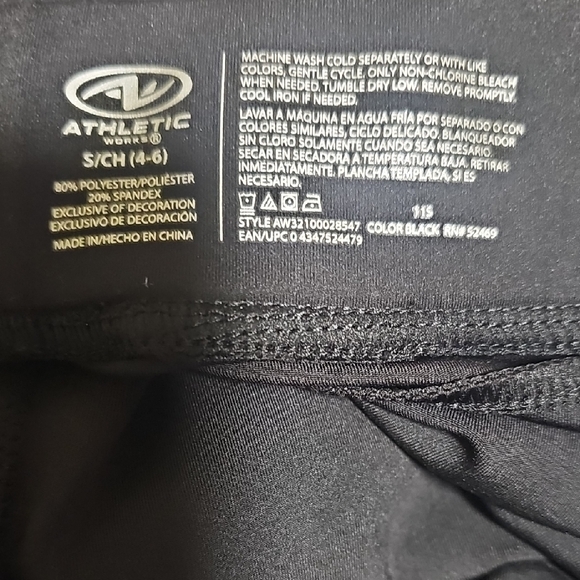 ATHLETIC
WORKS®
S/CH (4-6)
80% POLYESTER/POLIÉSTER
20% SPANDEX
EXCLUSIVE OF DECORATION
EXCLUSIVO DE DECORACIÓN
MADE IN/HECHO EN CHINA
MACHINE WASH COLD SEPARATELY OR WITH LIKE
COLORS, GENTLE CYCLE, ONLY NON-CHLORINE BLEACH
WHEN NEEDED. TUMBLE DRY LOW. REMOVE PROMPTLY.
COOL IRON IF NEEDED.
LAVAR A MAQUINA EN AGUA FRÍA POR SEPARADO O CON
COLORES SIMILARES, CICLO DELICADO. BLANQUEADOR
SIN CLORO SOLAMENTE CUANDO SEA NECESARIO.
SECAR EN SECADORA A TEMPERATURA BAJA. RETIRAR
INMEDIATAMENTE. PLANCHA TEMPLADA, SI ES
NECESARIO.
115
STYLE AW32100028547 COLOR BLACK RN# 52469
EAN/UPC 0 4347524479